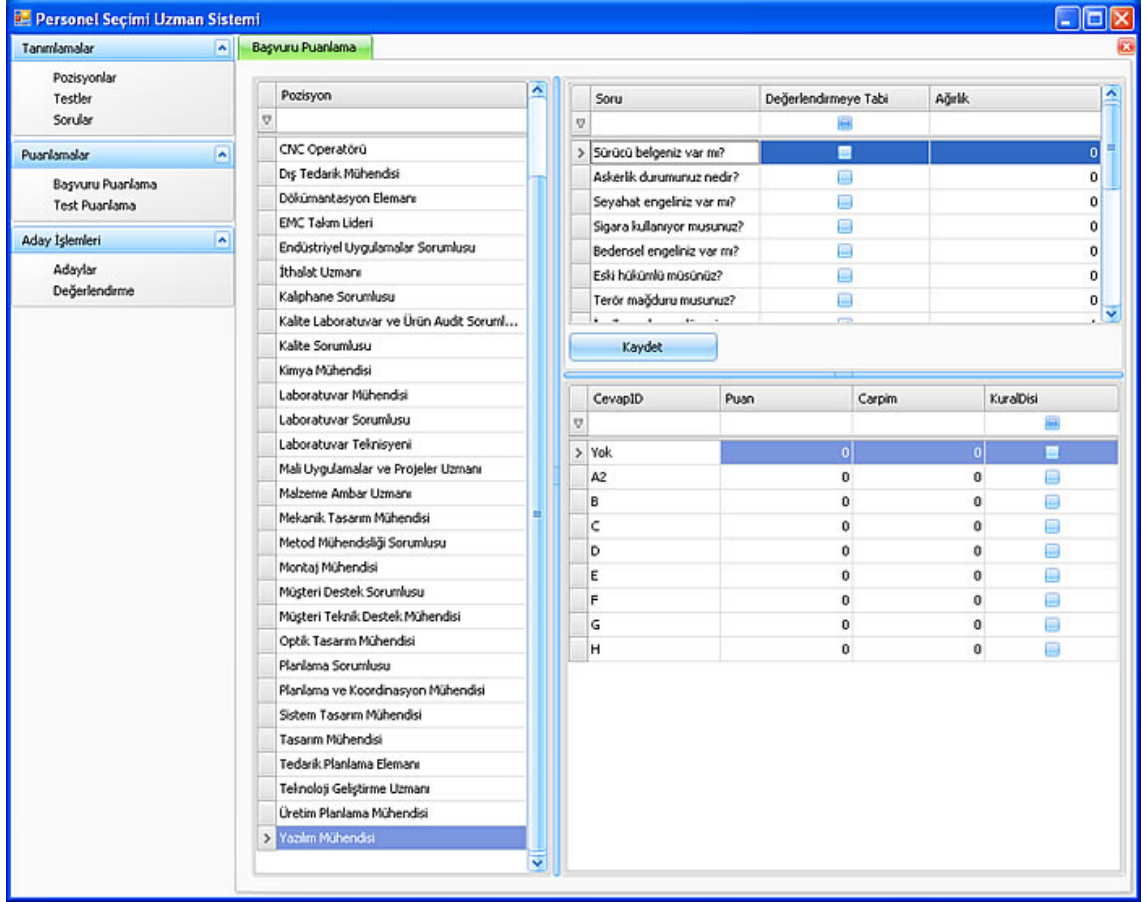 Personel Seçimi Uzman Sistemi
Tanımlamalar
Pozisyonlar
Testler
Sorular
Puanlamalar
Başvuru Puanlama
Test Puanlama
Aday İşlemleri
Adaylar
Değerlendirme
Başvuru Puanlama
Pozisyon
CNC Operatörü
Dış Tedarik Mühendisi
Dökümantasyon Elemanı
EMC Takım Lideri
Endüstriyel Uygulamalar Sorumlusu
İthalat Uzmanı
Kalıphane Sorumlusu
Kalite Laboratuvar ve Ürün Audit Soruml...
Kalite Sorumlusu
Kimya Mühendisi
Laboratuvar Mühendisi
Laboratuvar Sorumlusu
Laboratuvar Teknisyeni
Mali Uygulamalar ve Projeler Uzmanı
Malzeme Ambar Uzmanı
Mekanik Tasarım Mühendisi
Metod Mühendisliği Sorumlusu
Montaj Mühendisi
Müşteri Destek Sorumlusu
Müşteri Teknik Destek Mühendisi
Optik Tasarım Mühendisi
Planlama Sorumlusu
Planlama ve Koordinasyon Mühendisi
Sistem Tasarım Mühendisi
Tasarım Mühendisi
Tedarik Planlama Elemanı
Teknoloji Geliştirme Uzmanı
Üretim Planlama Mühendisi
Yazılım Mühendisi
Soru Değerlendirmeye Tabi Ağırlık
Sürücü belgeniz var mı? 0
Askerlik durumunuz nedir? 0
Seyahat engeliniz var mı? 0
Sigara kullanıyor musunuz? 0
Bedensel engeliniz var mı? 0
Eski hükümlü müsünüz? 0
Terör mağduru musunuz? 0
Kaydet
CevapID Puan Carpim KuralDisi
Yok 0 0
A2 0 0
B 0 0
C 0 0
D 0 0
E 0 0
F 0 0
G 0 0
H 0 0